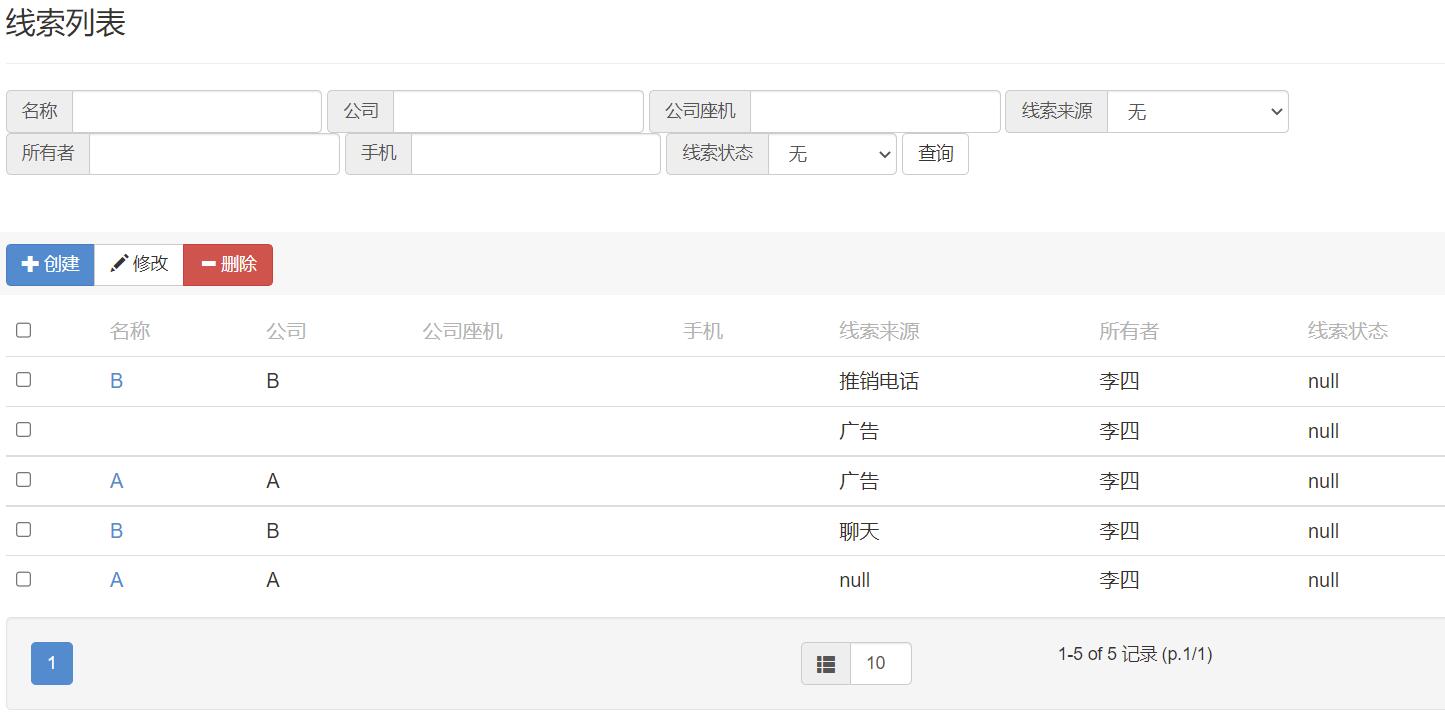 线索列表
名称 公司 公司座机 线索来源 无
所有者 手机 线索状态 无 查询
创建 修改 删除
名称 公司 公司座机 手机 线索来源 所有者 线索状态
B B 推销电话 李四 null
广告 李四 null
A A 广告 李四 null
B B 聊天 李四 null
A A null 李四 null
1 10 1-5 of 5 记录 (p.1/1)